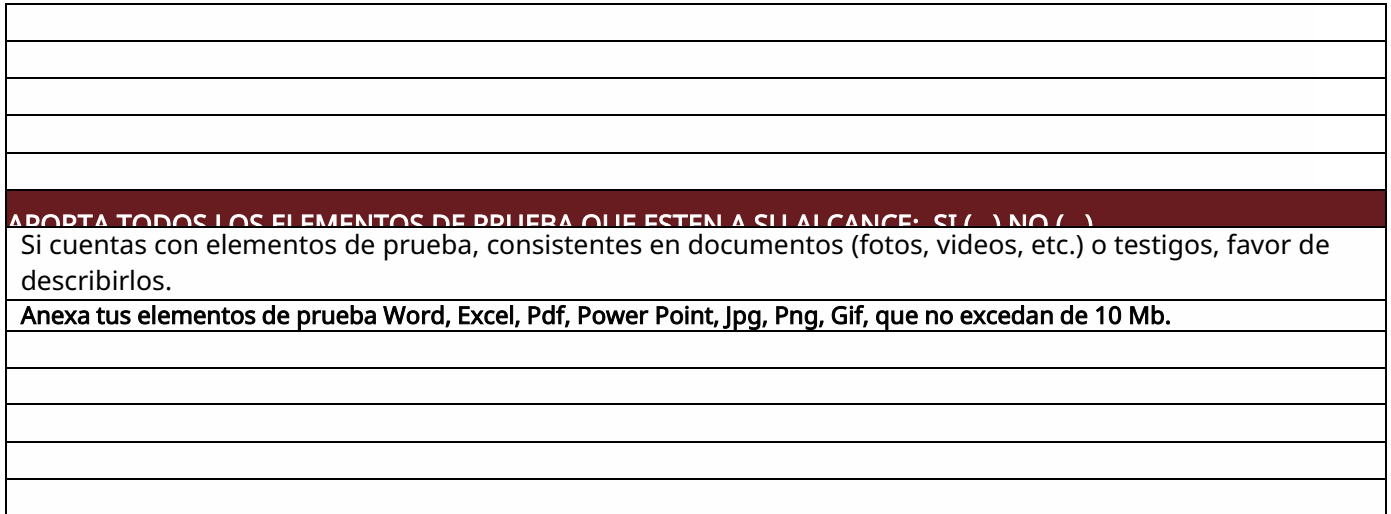 APORTA TODOS LOS ELEMENTOS DE PRUEBA QUE ESTEN A SU ALCANCE: SI ( ) NO ( )
Si cuentas con elementos de prueba, consistentes en documentos (fotos, videos, etc.) o testigos, favor de
describirlos.
Anexa tus elementos de prueba Word, Excel, Pdf, Power Point, Jpg, Png, Gif, que no excedan de 10 Mb.